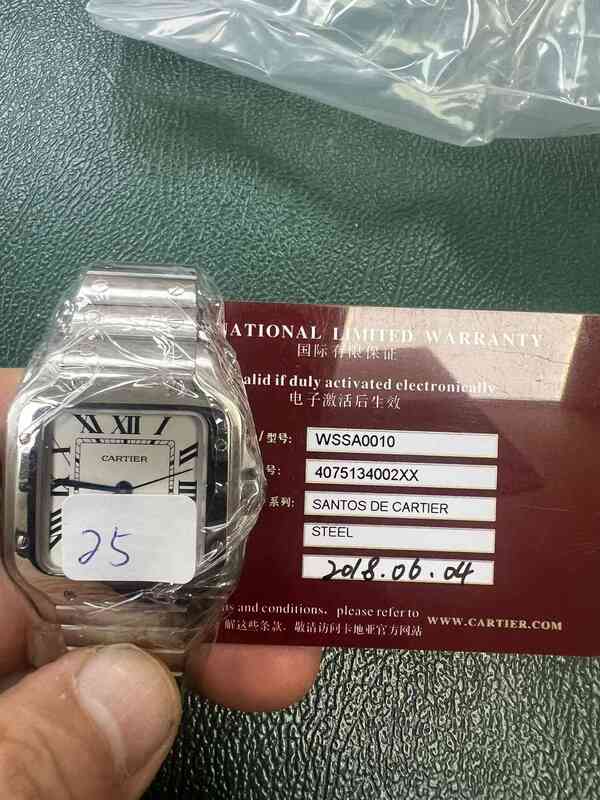 NATIONAL LIMITED WARRANTY
国际有限保证
alid if duly activated electronically
电子激活后生效
/ 型号: WSSA0010
号: 4075134002XX
系列: SANTOS DE CARTIER
STEEL
2018.06.04
and conditions, please refer to WWW.CARTIER.COM
解这些条款, 敬请访问卡地亚官方网站
XI XII I
CARTIER
25